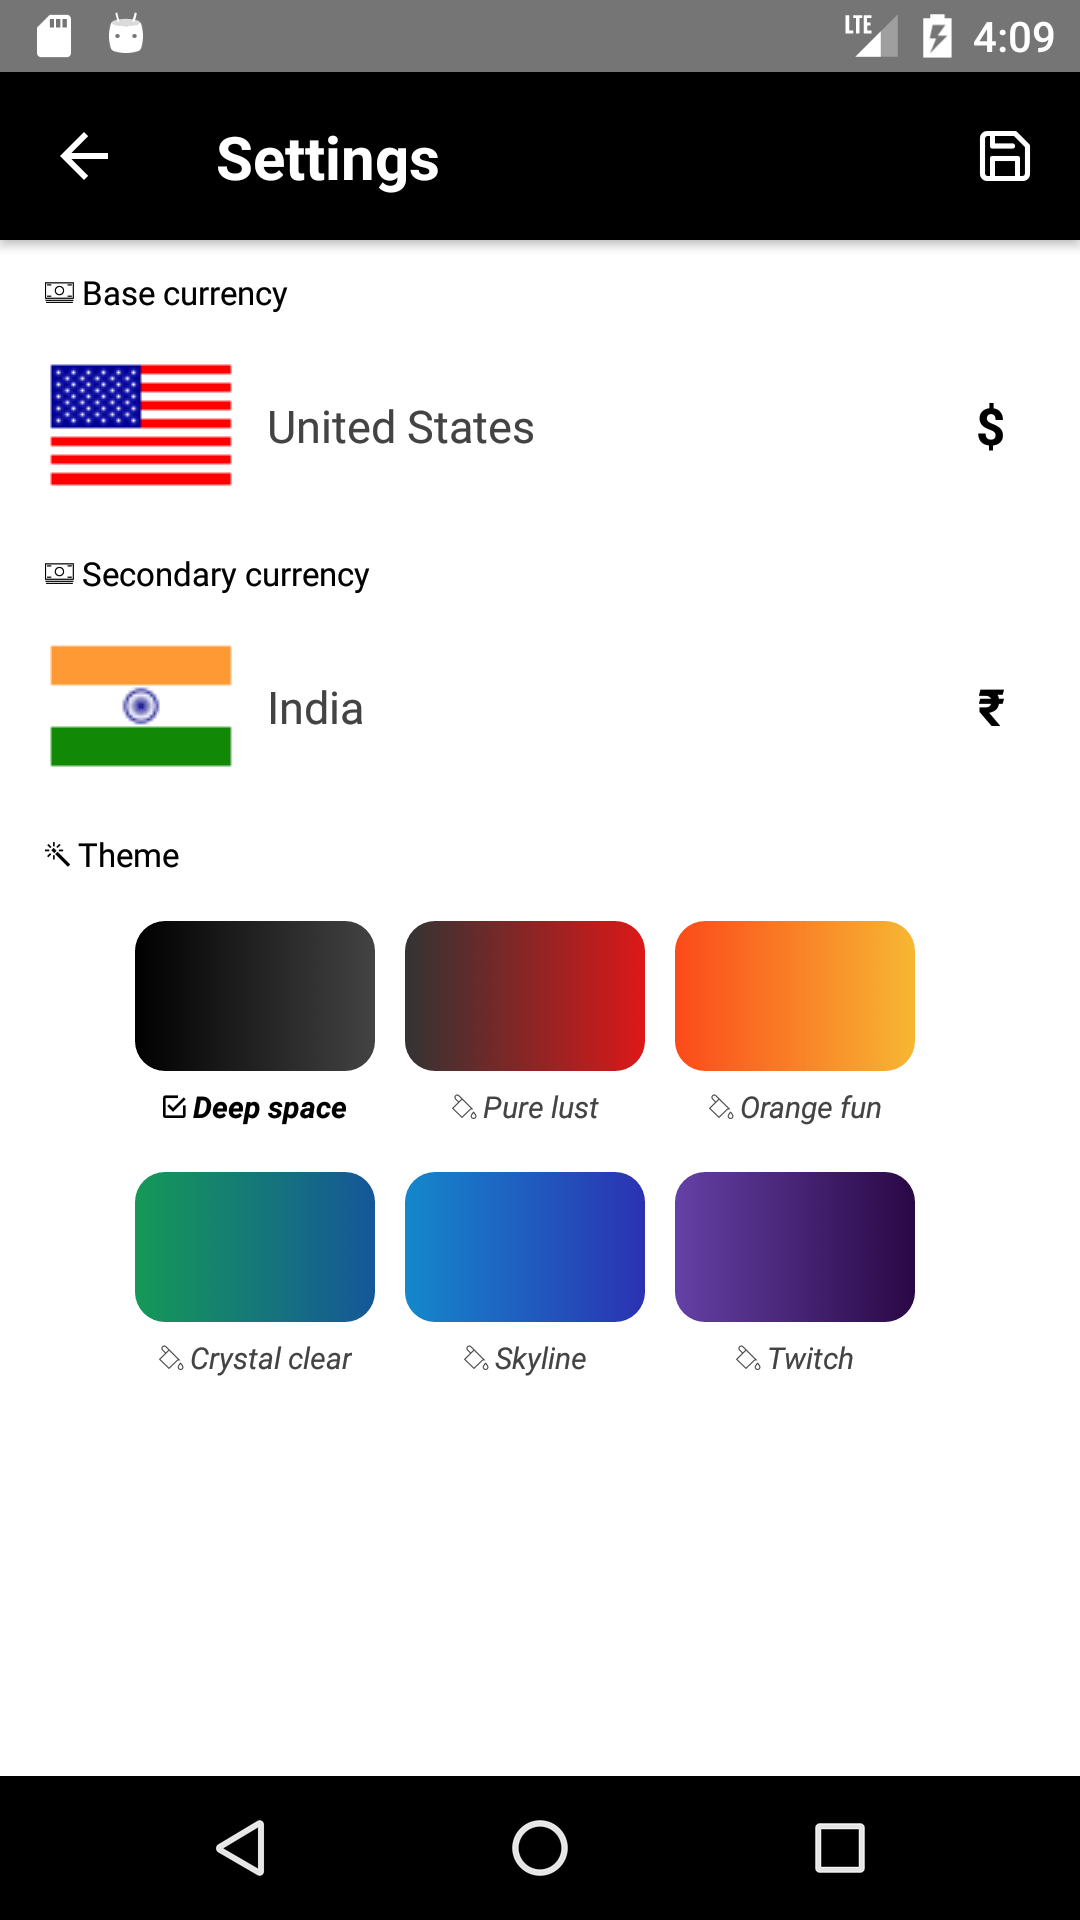 LTE 4:09
Settings
Base currency
United States $
Secondary currency
India ₹
Theme
Deep space Pure lust Orange fun
Crystal clear Skyline Twitch